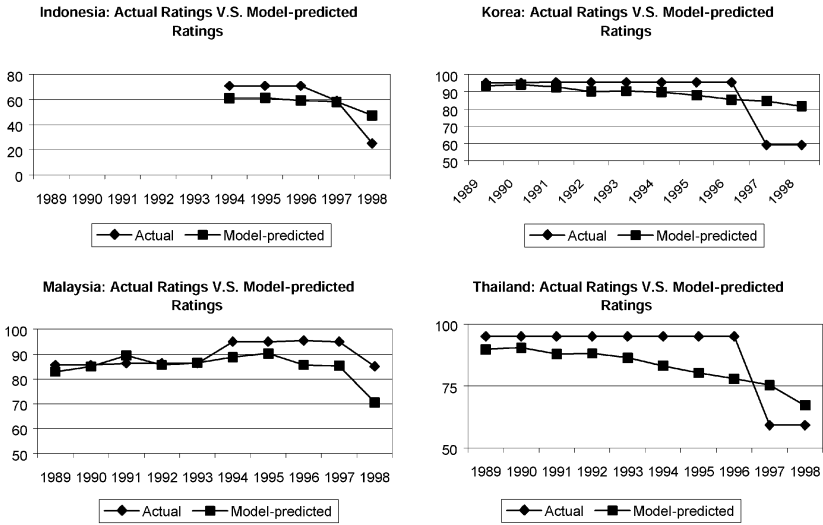 Indonesia: Actual Ratings V.S. Model-predicted
Ratings
80
60
40
20
0
1989 1990 1991 1992 1993 1994 1995 1996 1997 1998
Actual Model-predicted
Korea: Actual Ratings V.S. Model-predicted
Ratings
100
90
80
70
60
50
1989 1990 1991 1992 1993 1994 1995 1996 1997 1998
Actual Model-predicted
Malaysia: Actual Ratings V.S. Model-predicted
Ratings
100
90
80
70
60
50
1989 1990 1991 1992 1993 1994 1995 1996 1997 1998
Actual Model-predicted
Thailand: Actual Ratings V.S. Model-predicted
Ratings
100
75
50
1989 1990 1991 1992 1993 1994 1995 1996 1997 1998
Actual Model-predicted